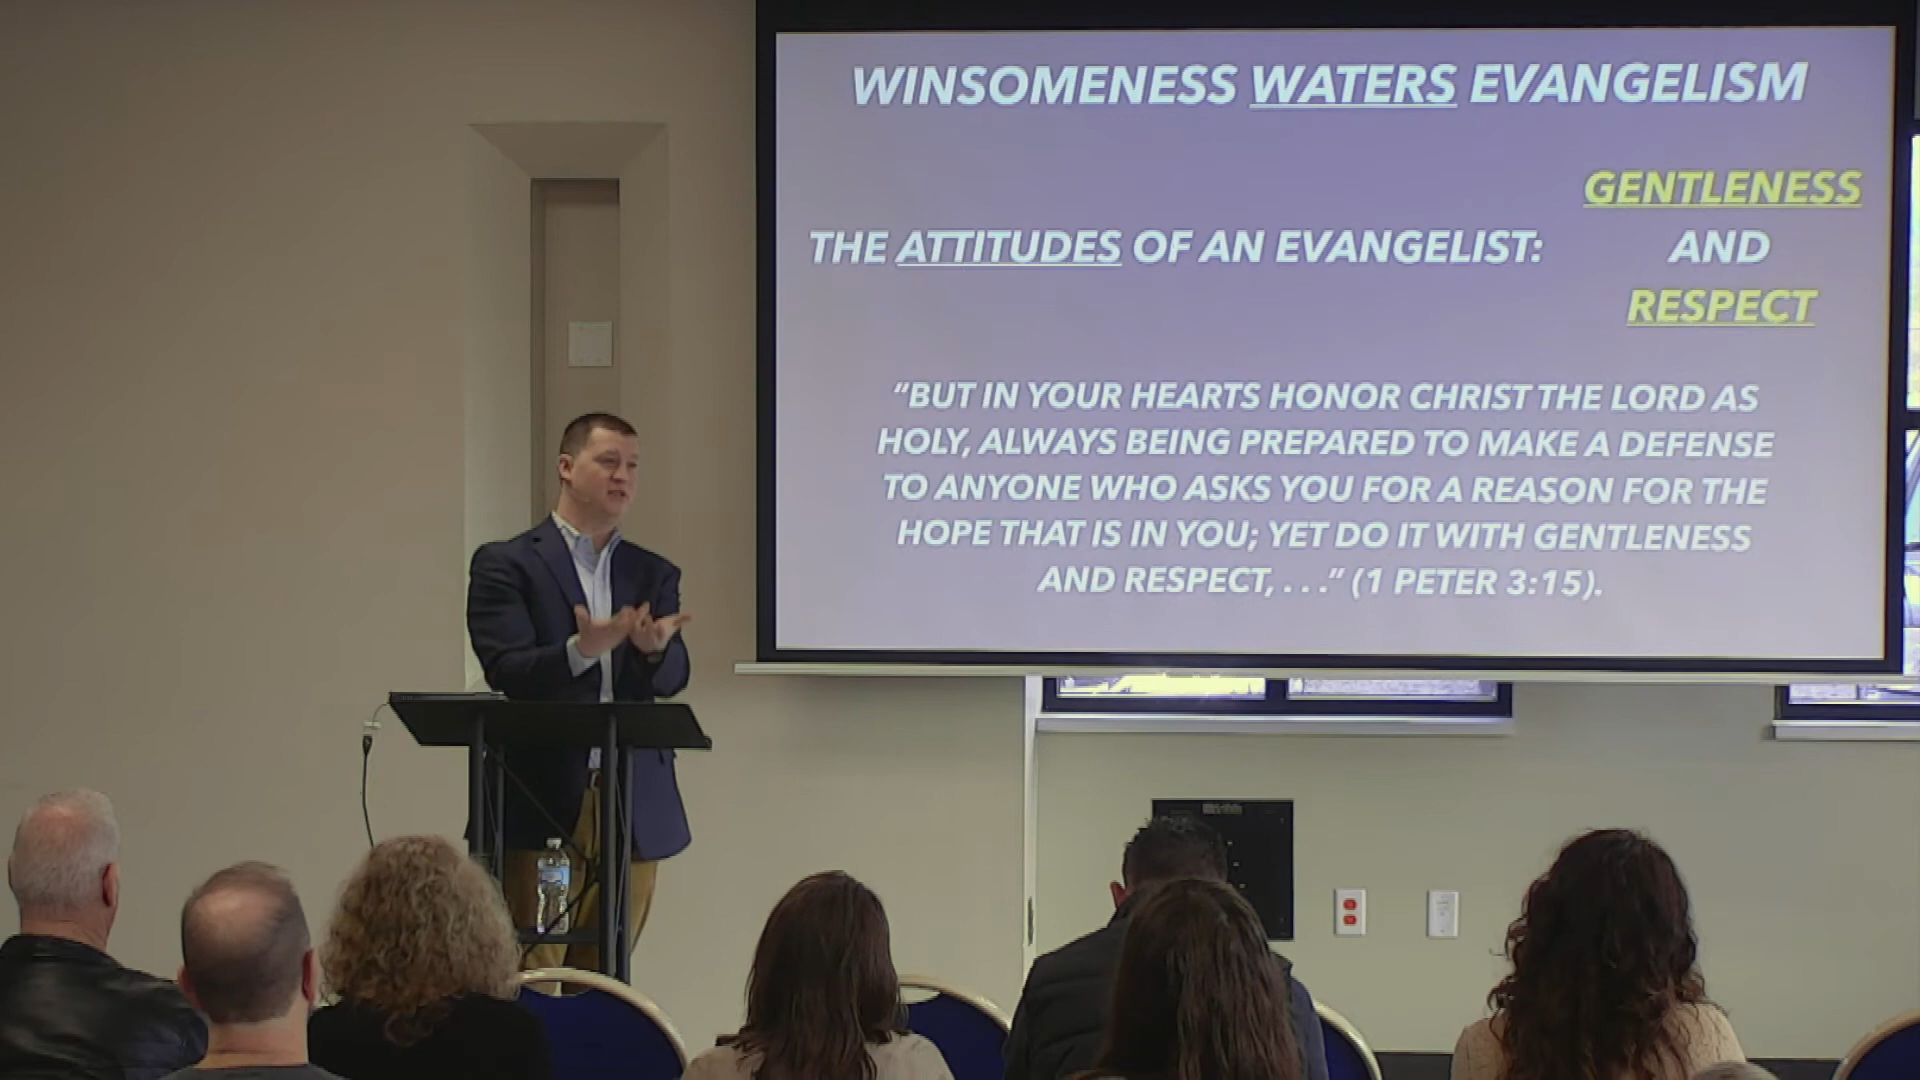 WINSOMENESS WATERS EVANGELISM
GENTLENESS
THE ATTITUDES OF AN EVANGELIST: AND
RESPECT
“BUT IN YOUR HEARTS HONOR CHRIST THE LORD AS
HOLY, ALWAYS BEING PREPARED TO MAKE A DEFENSE
TO ANYONE WHO ASKS YOU FOR A REASON FOR THE
HOPE THAT IS IN YOU; YET DO IT WITH GENTLENESS
AND RESPECT, . . .” (1 PETER 3:15).